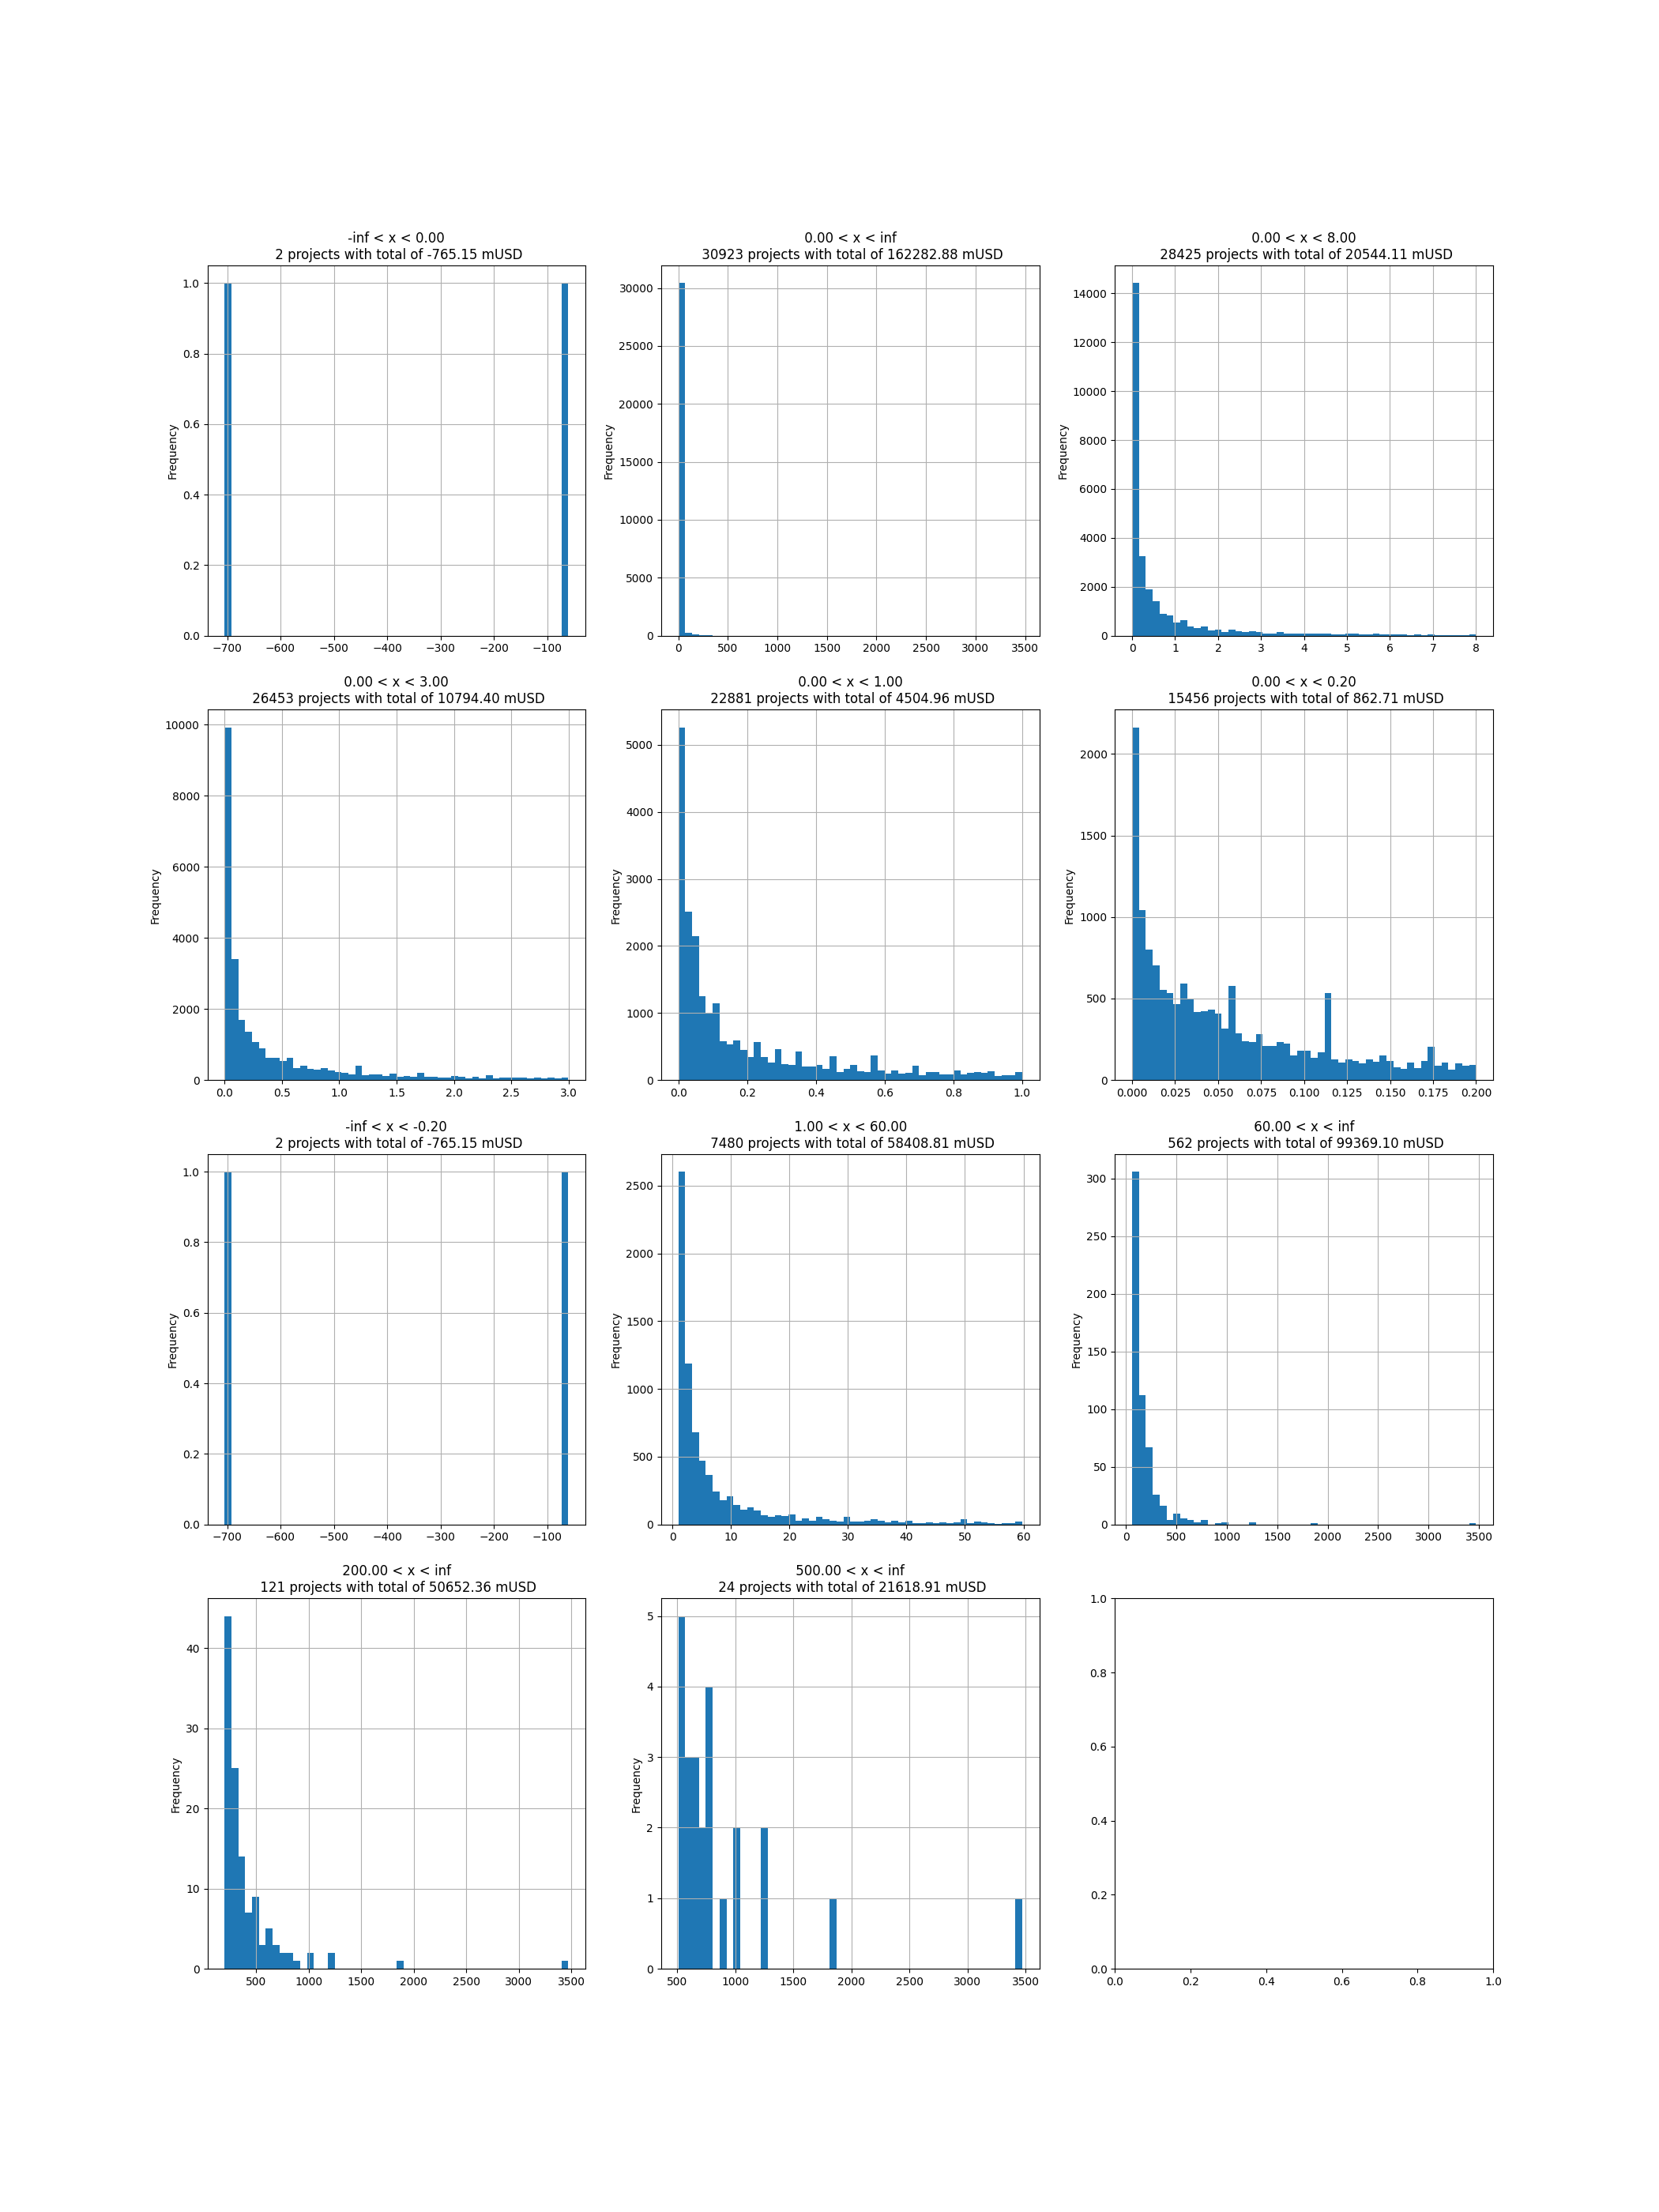 -inf < x < 0.00
2 projects with total of -765.15 mUSD
1.0
0.8
0.6
0.4
0.2
0.0
Frequency
−700 −600 −500 −400 −300 −200 −100
0.00 < x < inf
30923 projects with total of 162282.88 mUSD
30000
25000
20000
15000
10000
5000
0
Frequency
0 500 1000 1500 2000 2500 3000 3500
0.00 < x < 8.00
28425 projects with total of 20544.11 mUSD
14000
12000
10000
8000
6000
4000
2000
0
Frequency
0 1 2 3 4 5 6 7 8
0.00 < x < 3.00
26453 projects with total of 10794.40 mUSD
10000
8000
6000
4000
2000
0
Frequency
0.0 0.5 1.0 1.5 2.0 2.5 3.0
0.00 < x < 1.00
22881 projects with total of 4504.96 mUSD
5000
4000
3000
2000
1000
0
Frequency
0.0 0.2 0.4 0.6 0.8 1.0
0.00 < x < 0.20
15456 projects with total of 862.71 mUSD
2000
1500
1000
500
0
Frequency
0.000 0.025 0.050 0.075 0.100 0.125 0.150 0.175 0.200
-inf < x < -0.20
2 projects with total of -765.15 mUSD
1.0
0.8
0.6
0.4
0.2
0.0
Frequency
−700 −600 −500 −400 −300 −200 −100
1.00 < x < 60.00
7480 projects with total of 58408.81 mUSD
2500
2000
1500
1000
500
0
Frequency
0 10 20 30 40 50 60
60.00 < x < inf
562 projects with total of 99369.10 mUSD
300
250
200
150
100
50
0
Frequency
0 500 1000 1500 2000 2500 3000 3500
200.00 < x < inf
121 projects with total of 50652.36 mUSD
40
30
20
10
0
Frequency
500 1000 1500 2000 2500 3000 3500
500.00 < x < inf
24 projects with total of 21618.91 mUSD
5
4
3
2
1
0
Frequency
500 1000 1500 2000 2500 3000 3500
1.0
0.8
0.6
0.4
0.2
0.0
0.0 0.2 0.4 0.6 0.8 1.0